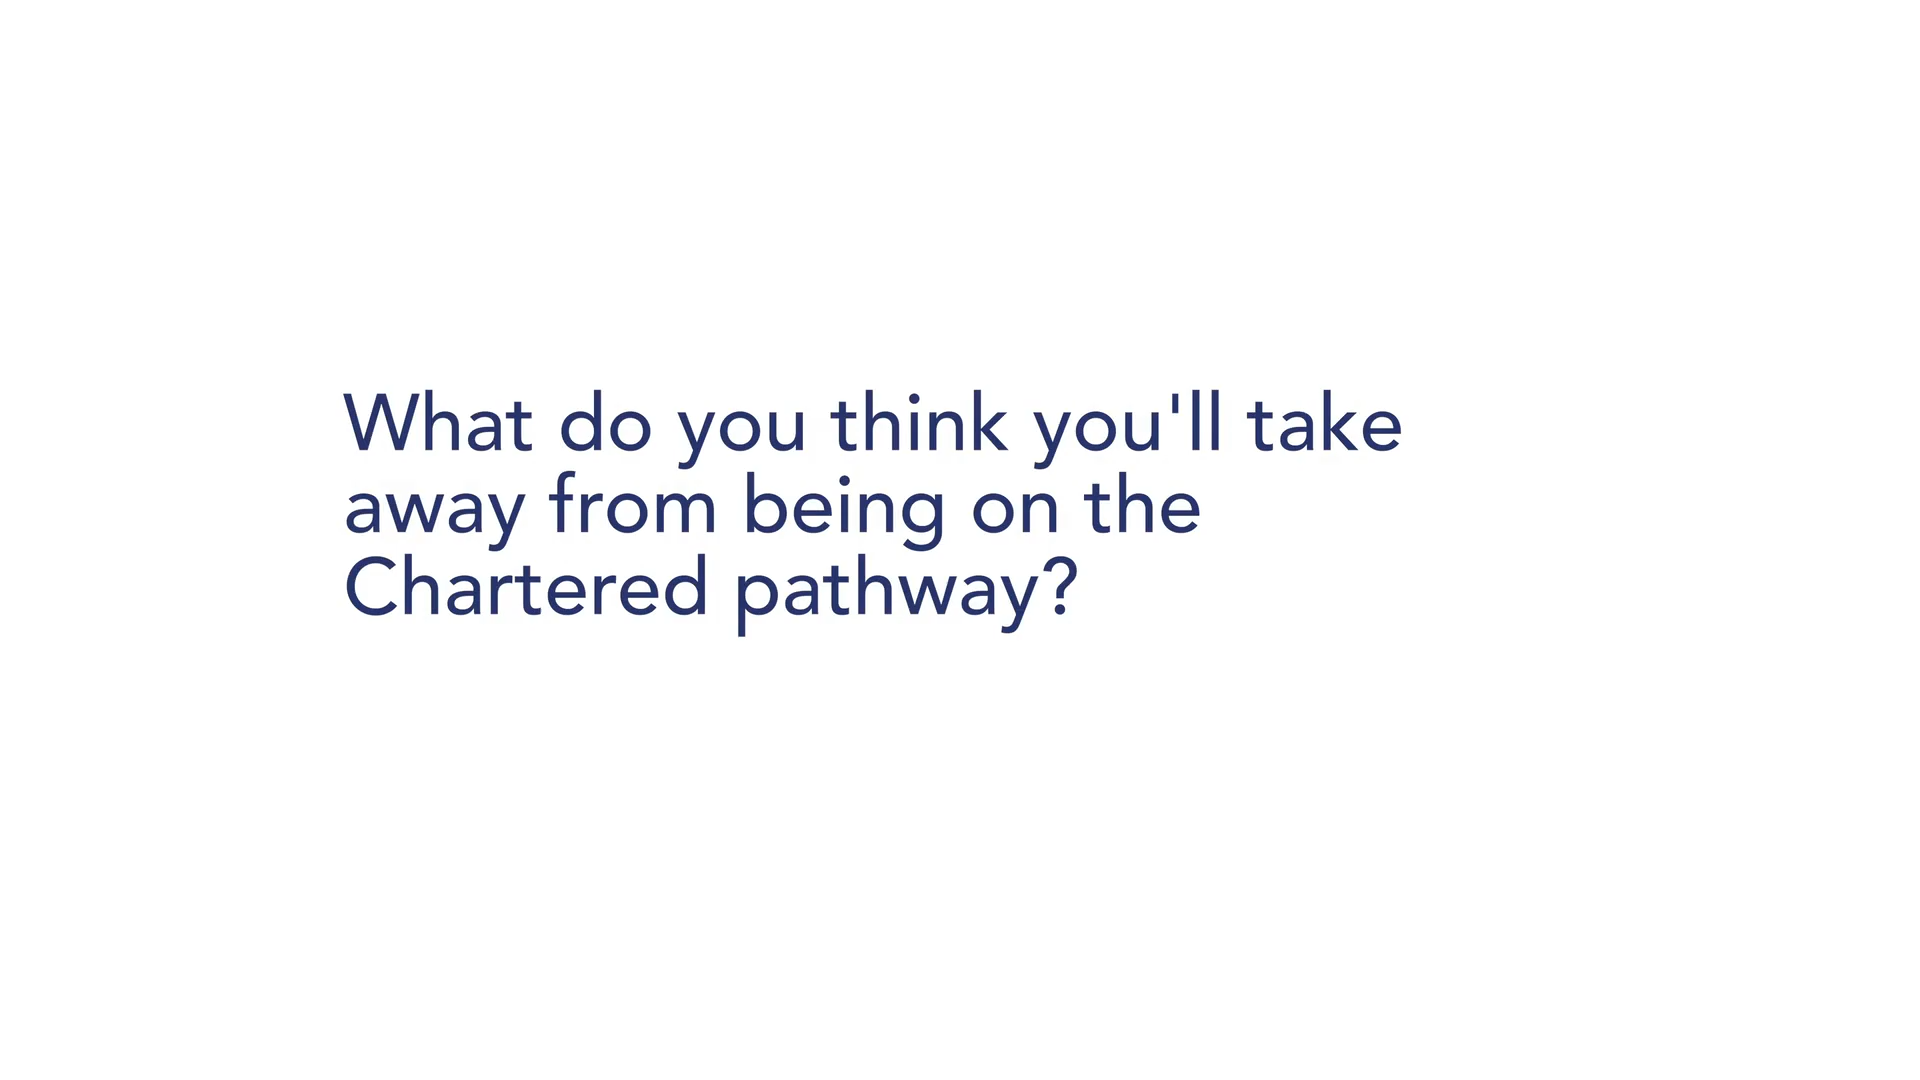 What do you think you'll take
away from being on the
Chartered pathway?